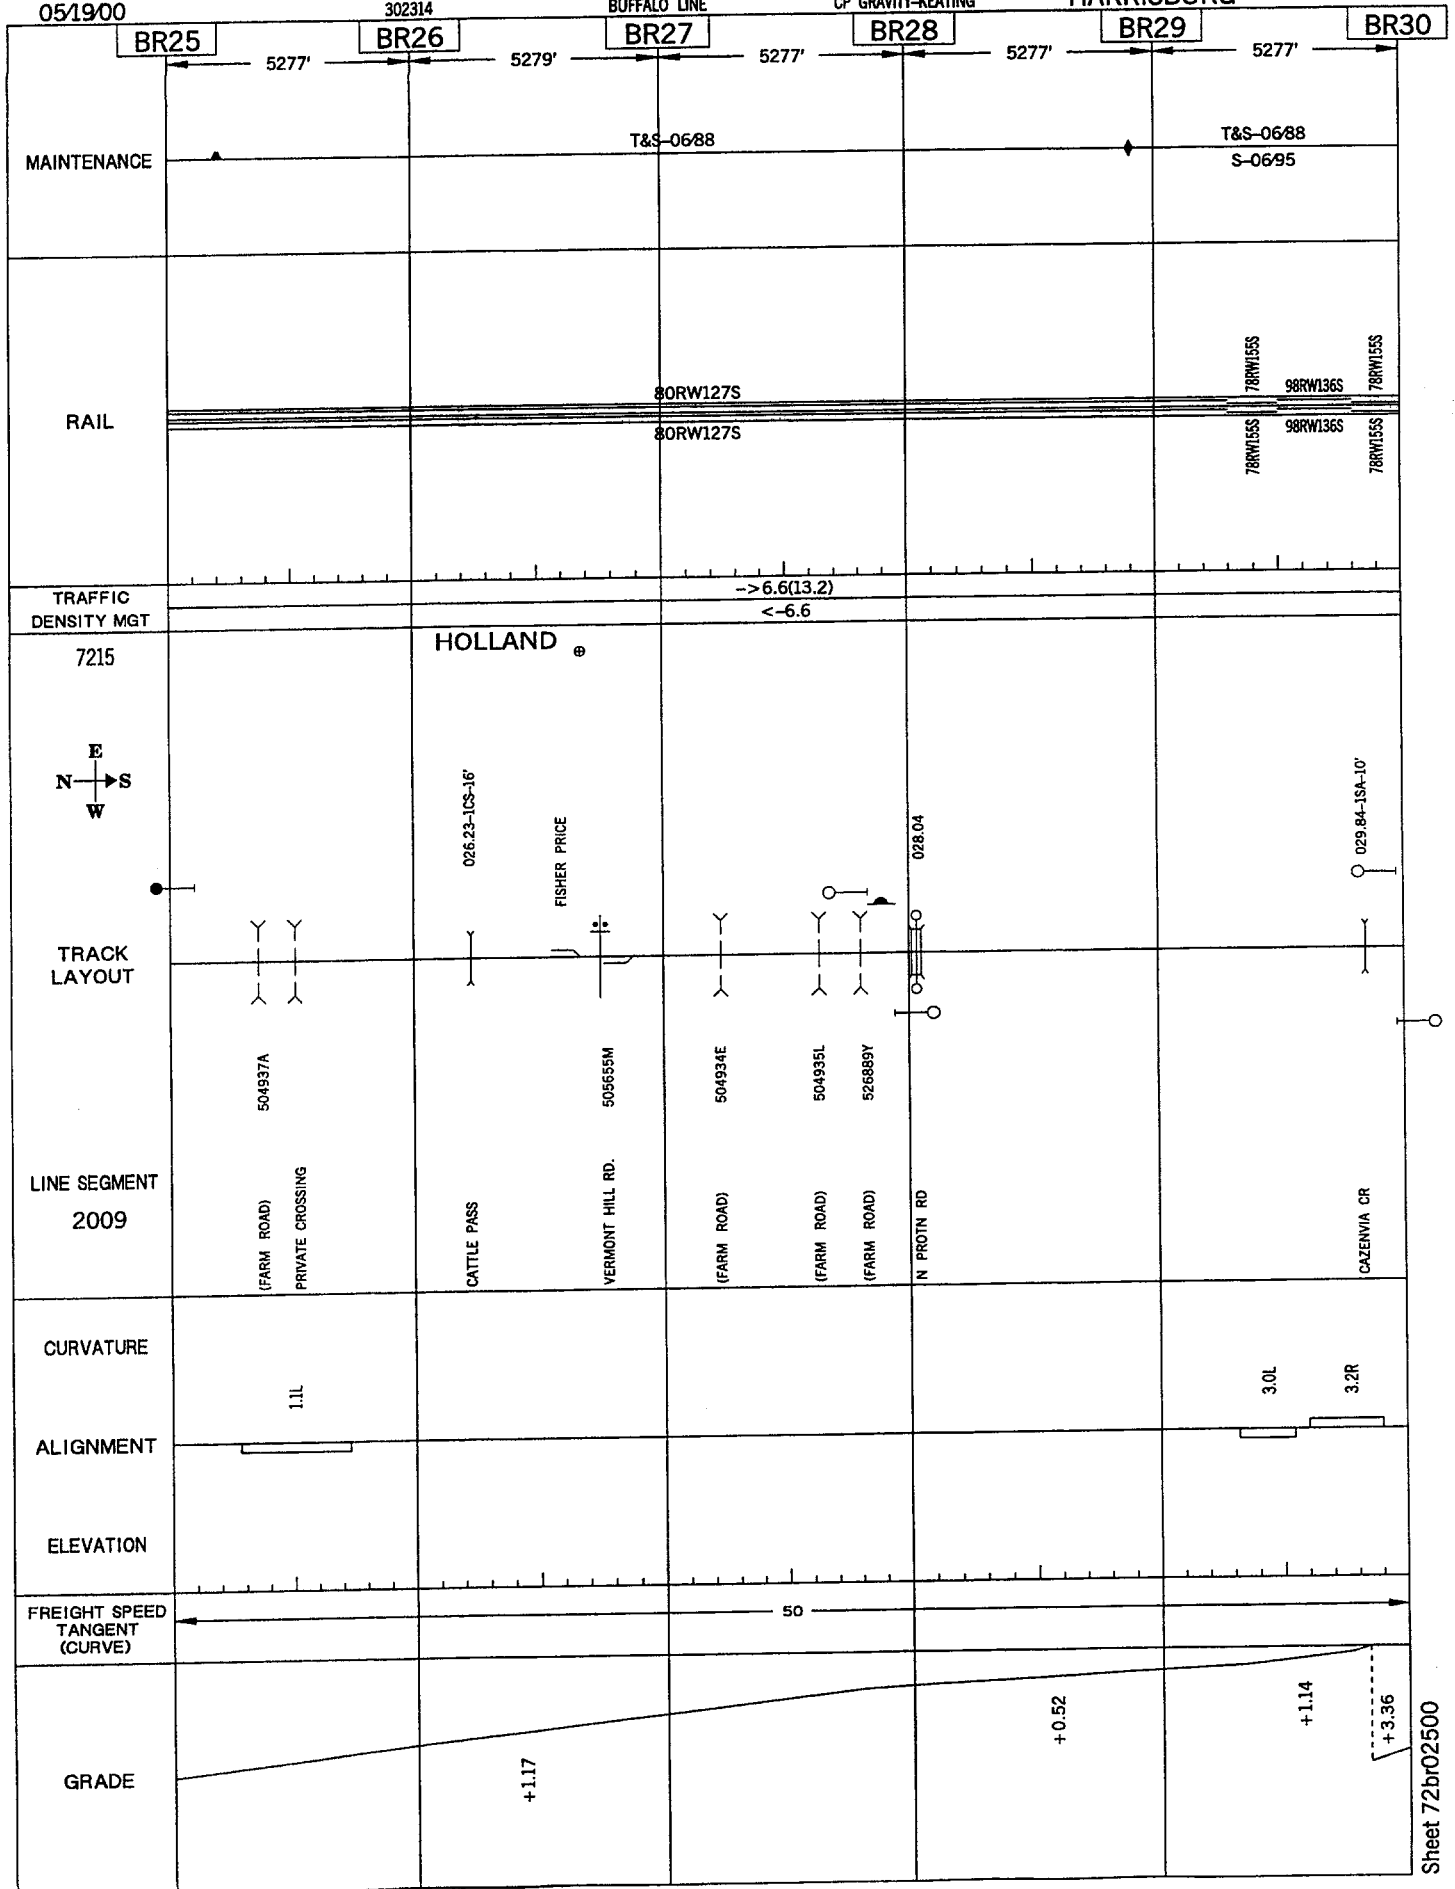 05/19/00 302314 BUFFALO LINE CP GRAVITY-KEATING HARRISBURG
BR25 BR26 BR27 BR28 BR29 BR30
5277' 5279' 5277' 5277' 5277'
MAINTENANCE
T&S-06/88
T&S-06/88
S-06/95
RAIL
80RW127S
80RW127S
78RW155S
98RW136S
78RW155S
78RW155S
98RW136S
78RW155S
TRAFFIC
DENSITY MGT
->6.6(13.2)
<-6.6
7215
HOLLAND
E
N S
W
026.23-1CS-16'
FISHER PRICE
028.04
029.84-1SA-10'
TRACK
LAYOUT
504937A
505655M
504934E
504935L
526889Y
LINE SEGMENT
2009
(FARM ROAD)
PRIVATE CROSSING
CATTLE PASS
VERMONT HILL RD.
(FARM ROAD)
(FARM ROAD)
(FARM ROAD)
N PROTN RD
CAZENVIA CR
CURVATURE
1.1L
3.0L
3.2R
ALIGNMENT
ELEVATION
FREIGHT SPEED
TANGENT
(CURVE)
50
GRADE
+1.17
+0.52
+1.14
+3.36
Sheet 72br02500